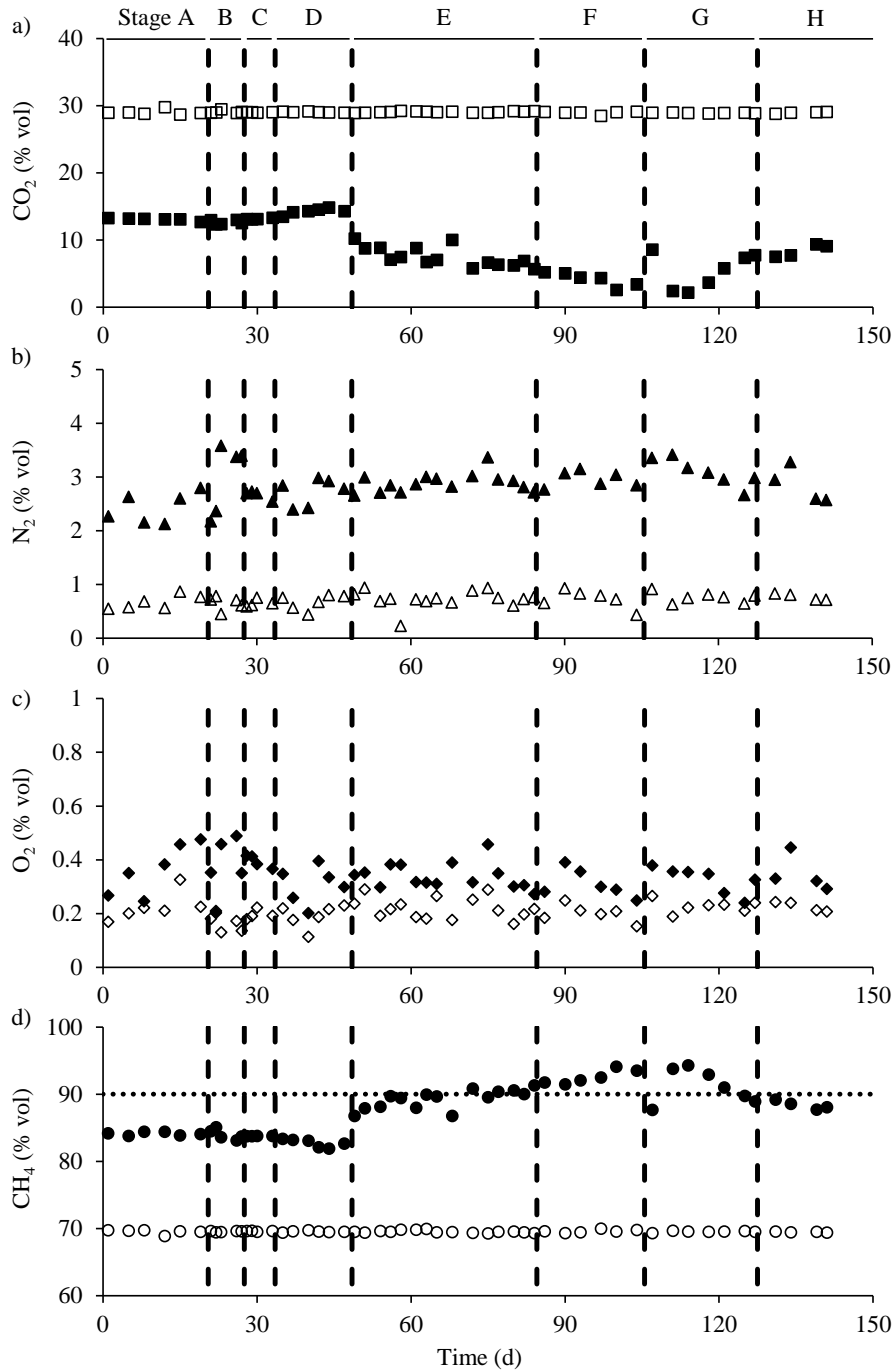 a) Stage A B C D E F G H
40
30
20
10
0
CO₂ (% vol)
0 30 60 90 120 150
b)
5
4
3
2
1
0
N₂ (% vol)
0 30 60 90 120 150
c)
1
0.8
0.6
0.4
0.2
0
O₂ (% vol)
0 30 60 90 120 150
d)
100
90
80
70
60
CH₄ (% vol)
0 30 60 90 120 150
Time (d)